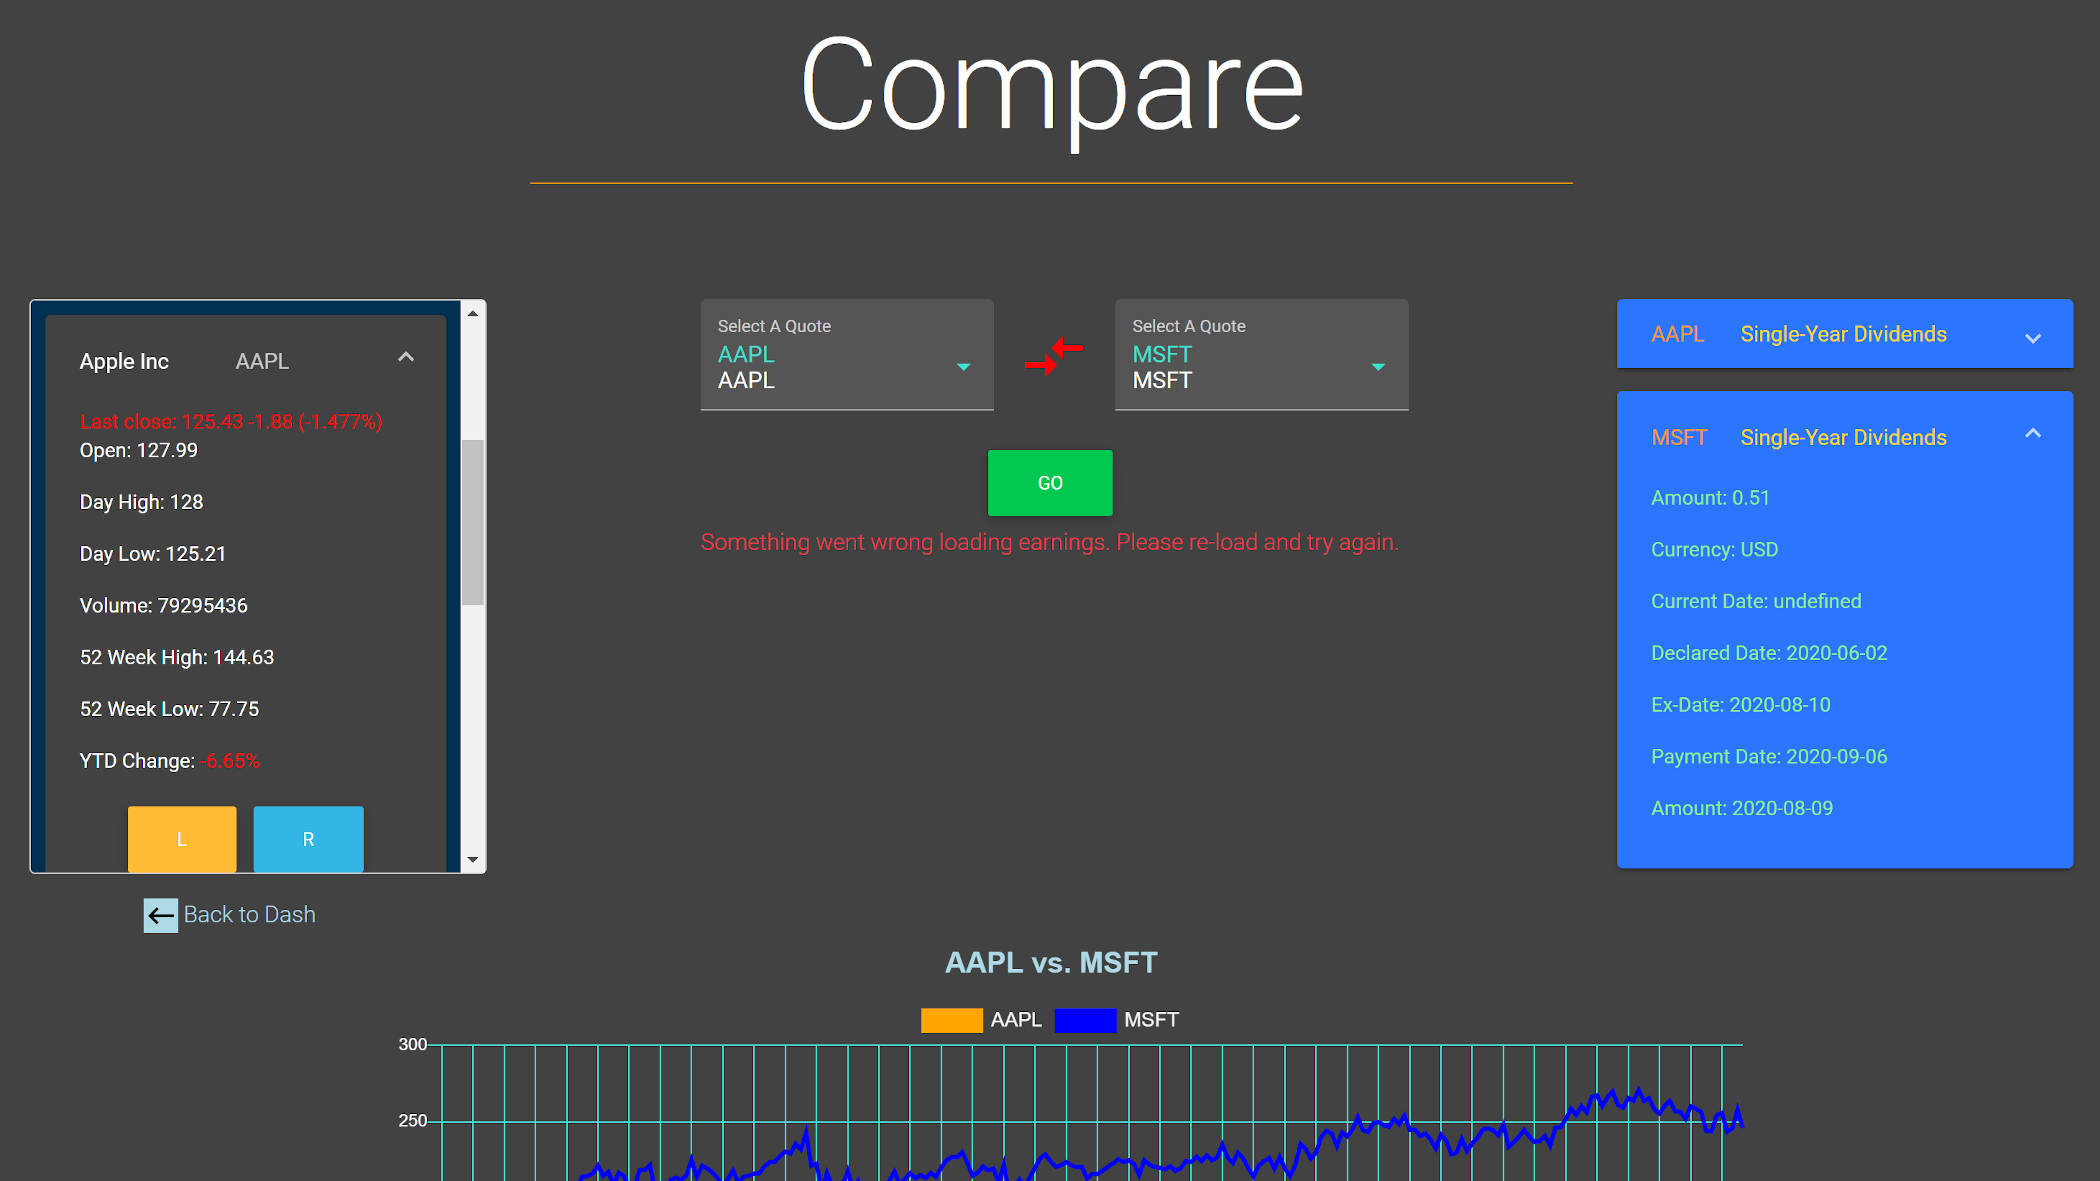 Compare
Apple Inc AAPL
Last close: 125.43 -1.88 (-1.477%)
Open: 127.99
Day High: 128
Day Low: 125.21
Volume: 79295436
52 Week High: 144.63
52 Week Low: 77.75
YTD Change: -6.65%
L R
Back to Dash
Select A Quote
AAPL
AAPL
Select A Quote
MSFT
MSFT
GO
Something went wrong loading earnings. Please re-load and try again.
AAPL Single-Year Dividends
MSFT Single-Year Dividends
Amount: 0.51
Currency: USD
Current Date: undefined
Declared Date: 2020-06-02
Ex-Date: 2020-08-10
Payment Date: 2020-09-06
Amount: 2020-08-09
AAPL vs. MSFT
AAPL MSFT
300
250